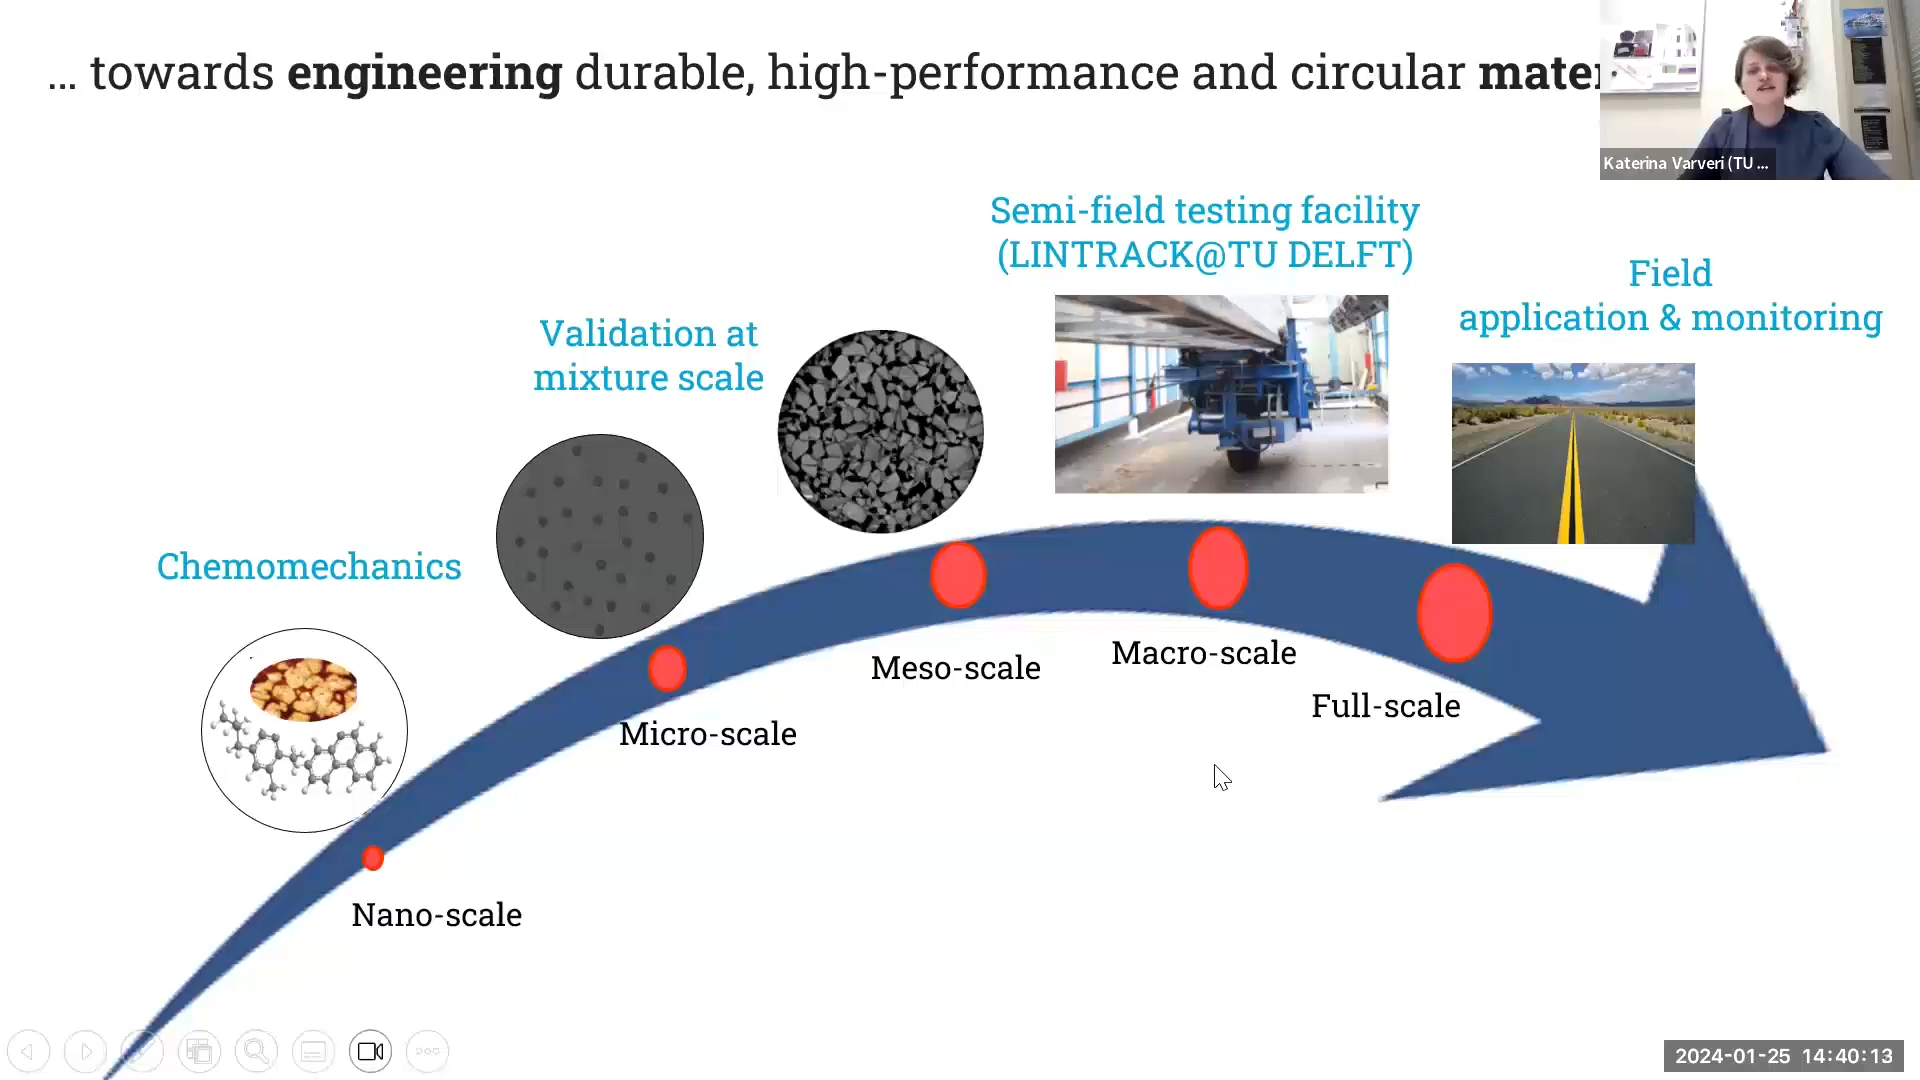 ... towards engineering durable, high-performance and circular
Katerina Varveri (TU ...
Semi-field testing facility
(LINTRACK@TU DELFT)
Field
application & monitoring
Validation at
mixture scale
Chemomechanics
Macro-scale
Meso-scale
Full-scale
Micro-scale
Nano-scale
2024-01-25 14:40:13